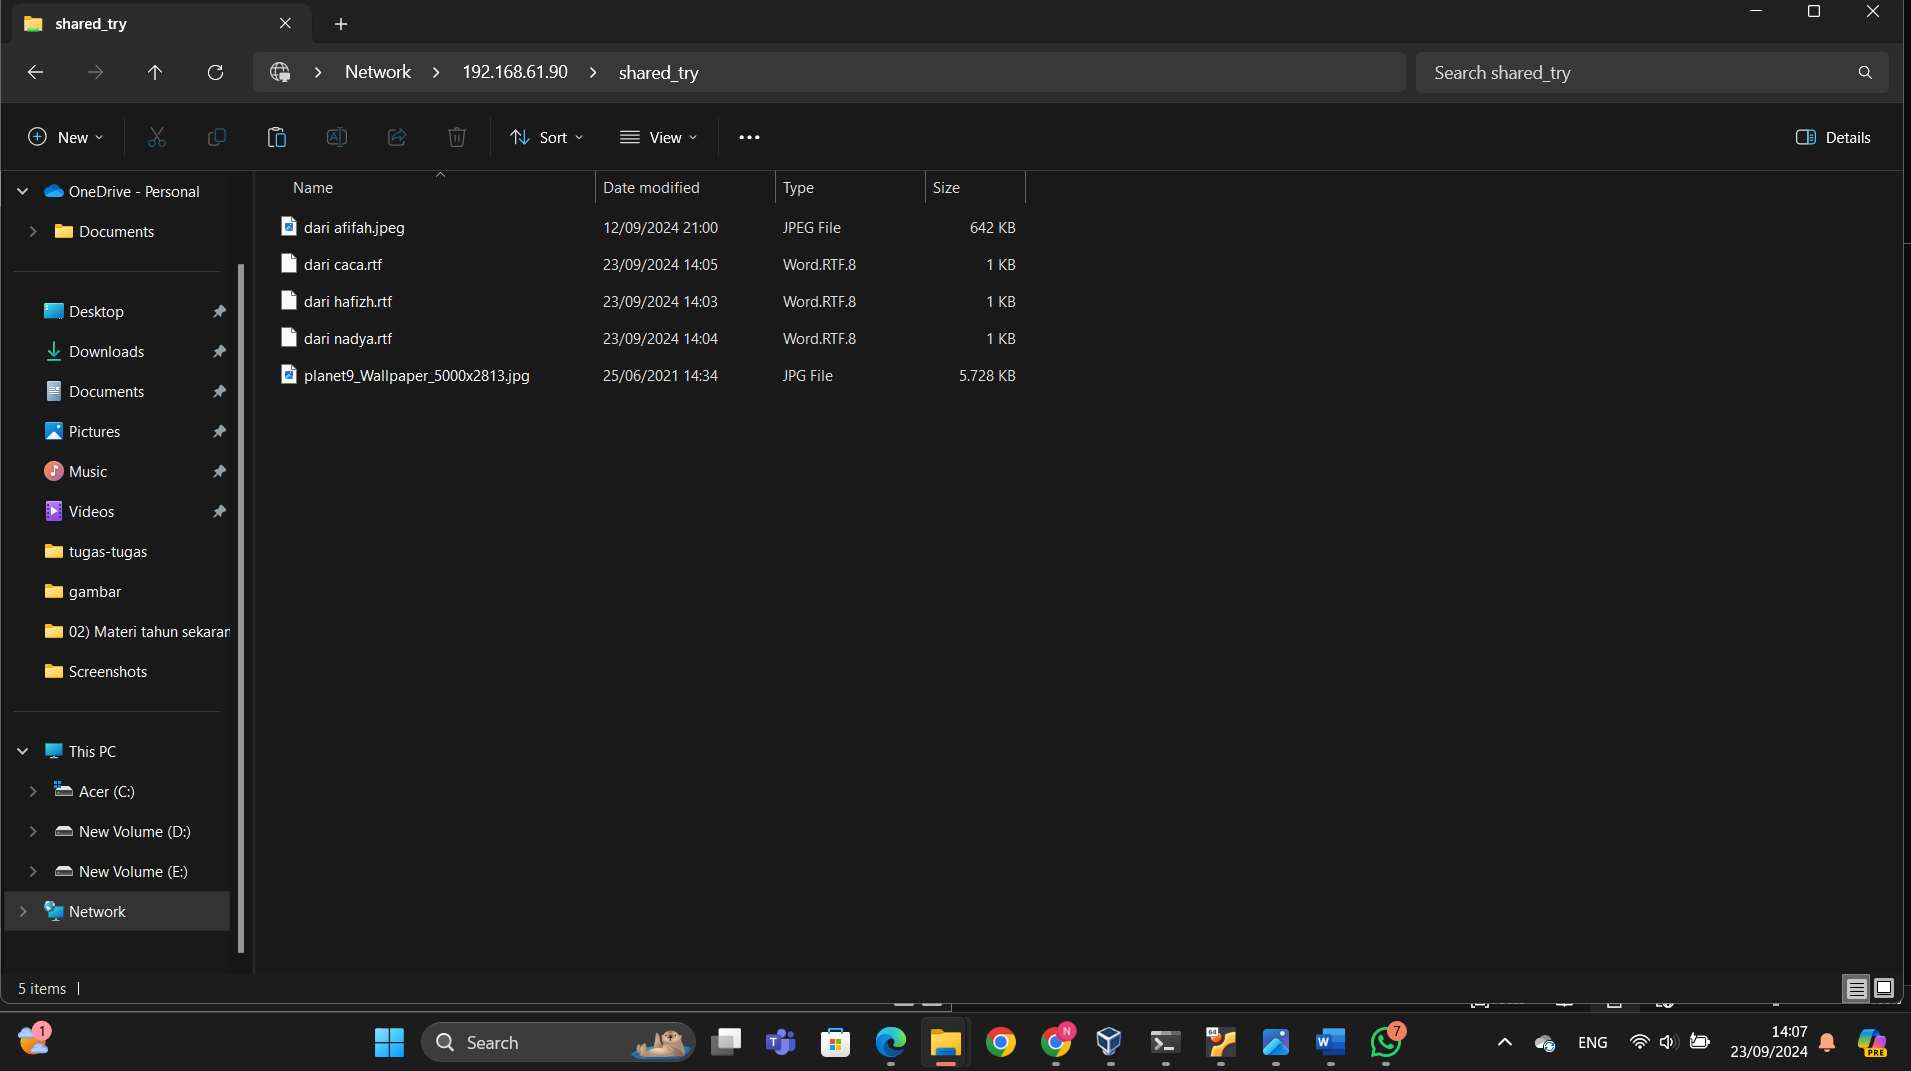 shared_try
Network 192.168.61.90 shared_try
Search shared_try
New
Sort
View
Details
Name Date modified Type Size
dari afifah.jpeg 12/09/2024 21:00 JPEG File 642 KB
dari caca.rtf 23/09/2024 14:05 Word.RTF.8 1 KB
dari hafizh.rtf 23/09/2024 14:03 Word.RTF.8 1 KB
dari nadya.rtf 23/09/2024 14:04 Word.RTF.8 1 KB
planet9_Wallpaper_5000x2813.jpg 25/06/2021 14:34 JPG File 5.728 KB
OneDrive - Personal
Documents
Desktop
Downloads
Documents
Pictures
Music
Videos
tugas-tugas
gambar
02) Materi tahun sekarar
Screenshots
This PC
Acer (C:)
New Volume (D:)
New Volume (E:)
Network
5 items
1
Search
N
64
7
ENG
14:07
23/09/2024
PRE